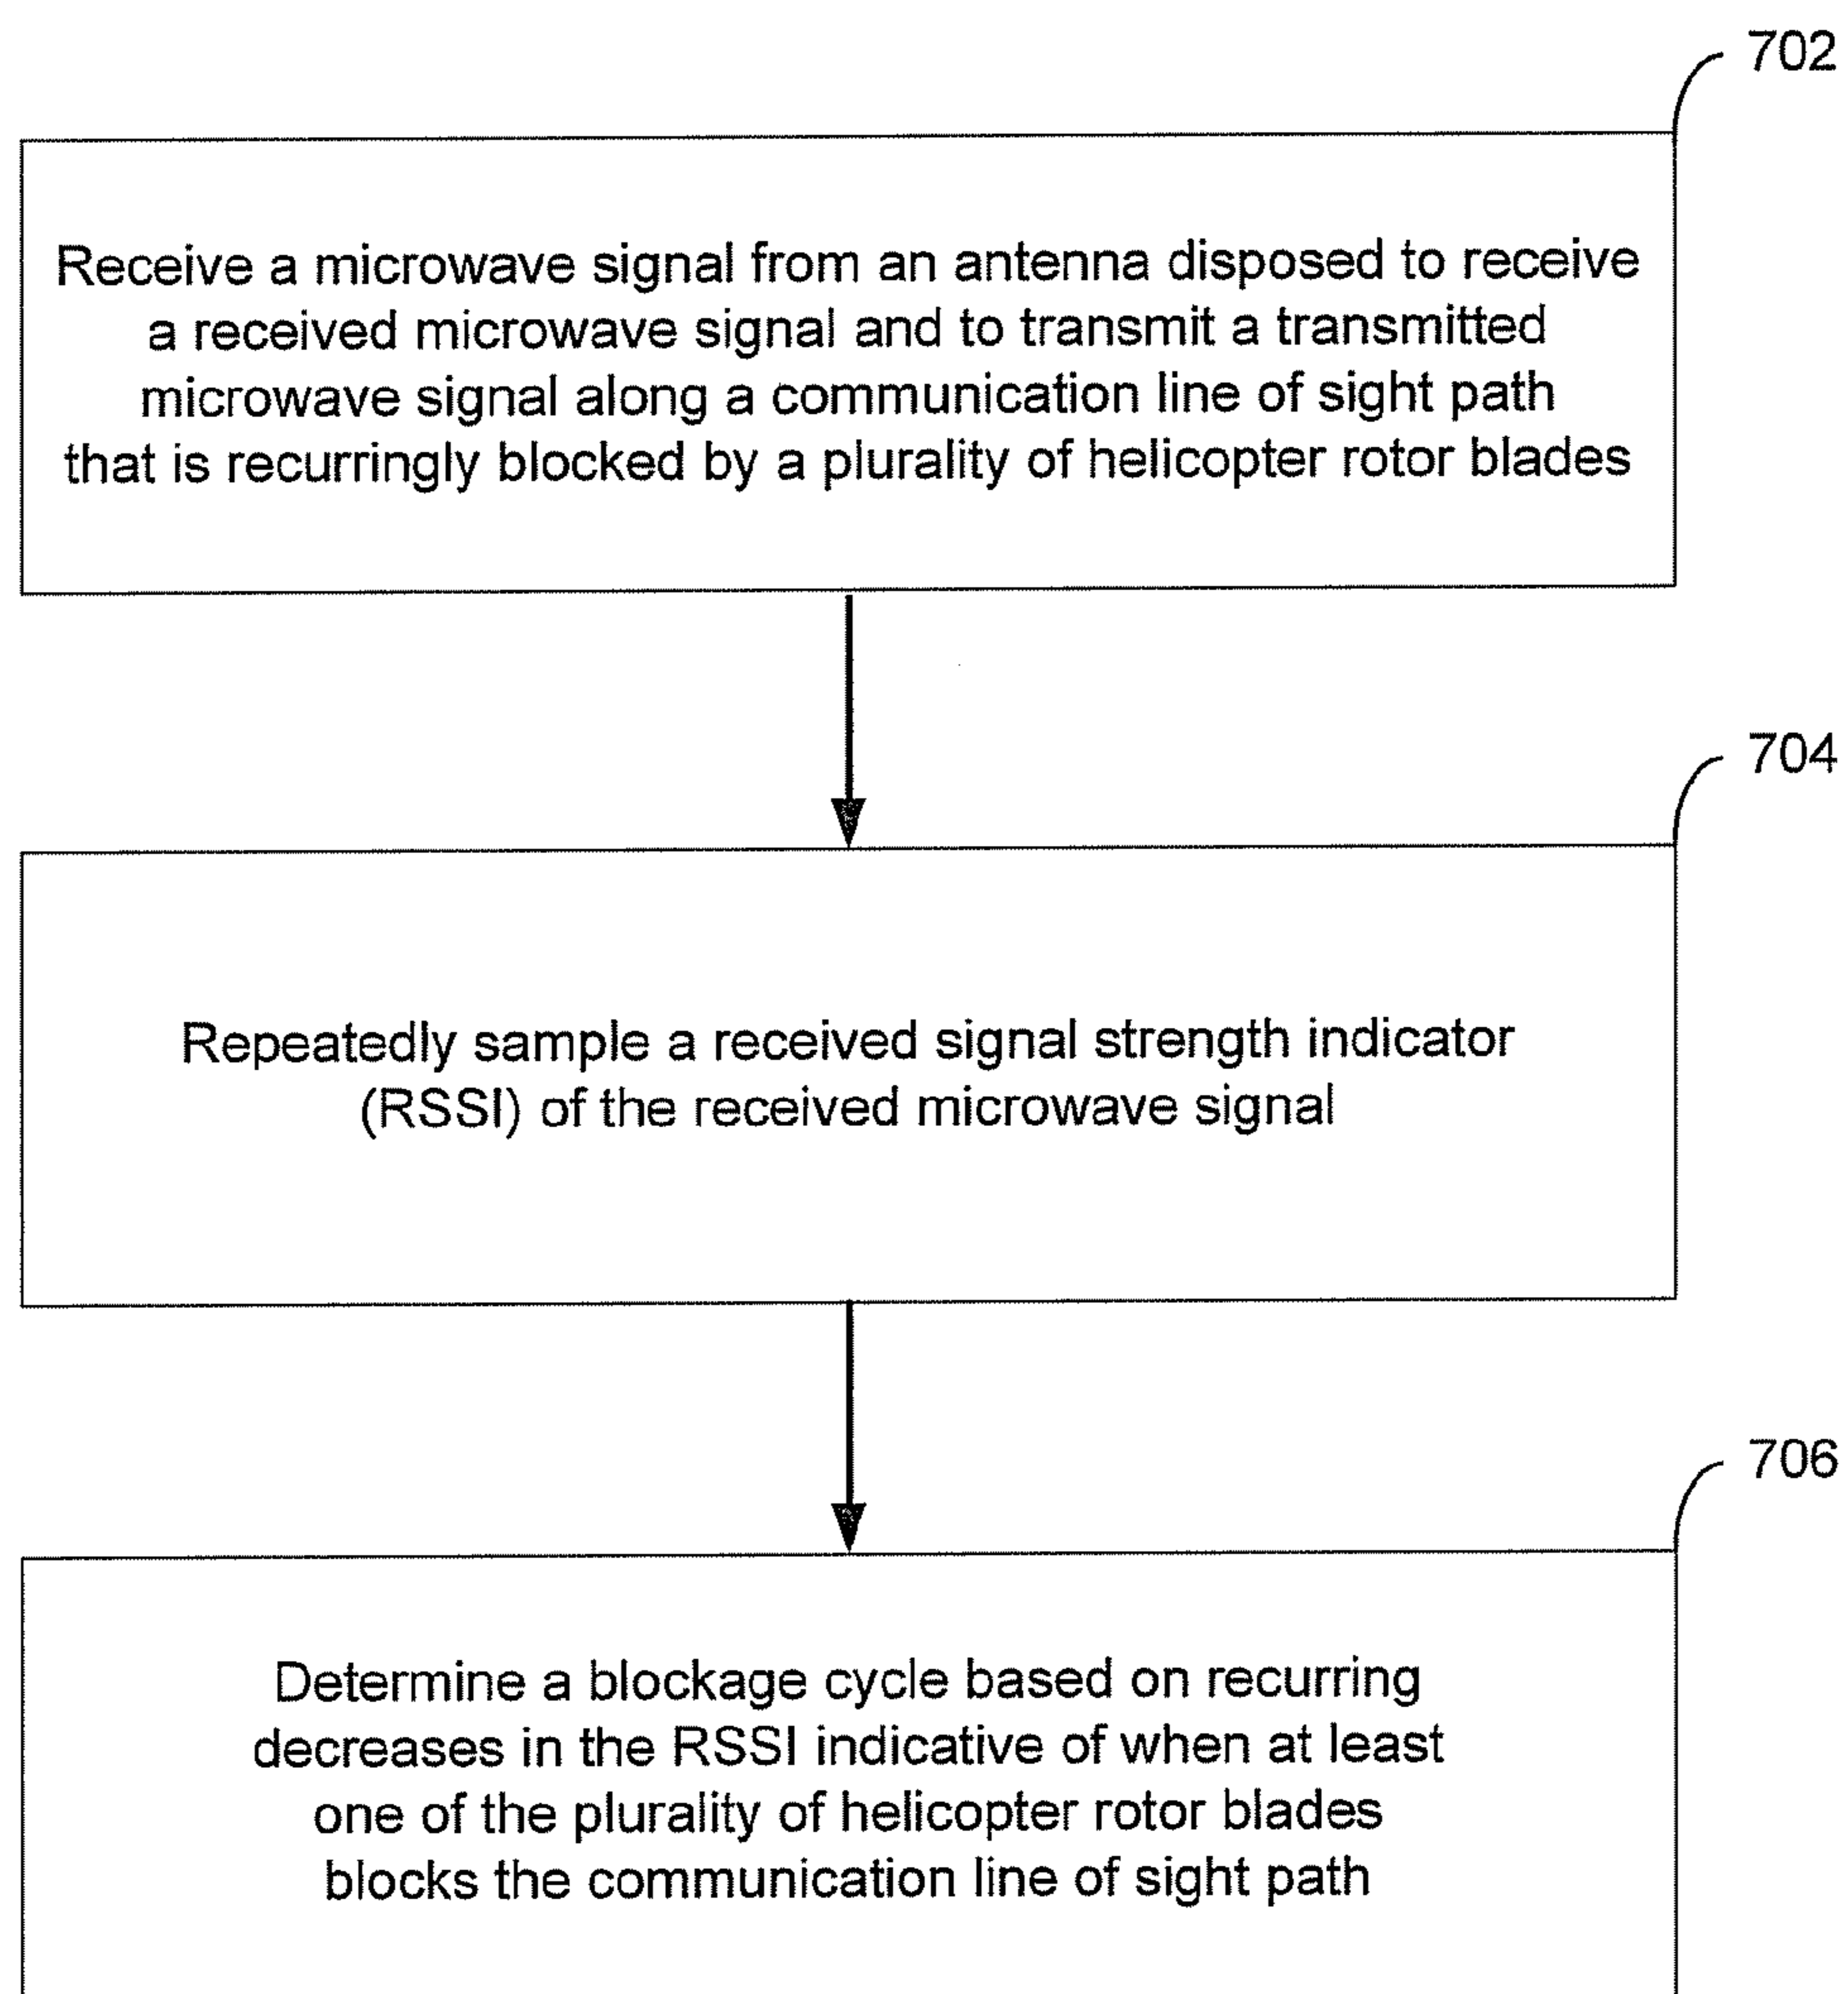 702
Receive a microwave signal from an antenna disposed to receive
a received microwave signal and to transmit a transmitted
microwave signal along a communication line of sight path
that is recurringly blocked by a plurality of helicopter rotor blades
704
Repeatedly sample a received signal strength indicator
(RSSI) of the received microwave signal
706
Determine a blockage cycle based on recurring
decreases in the RSSI indicative of when at least
one of the plurality of helicopter rotor blades
blocks the communication line of sight path